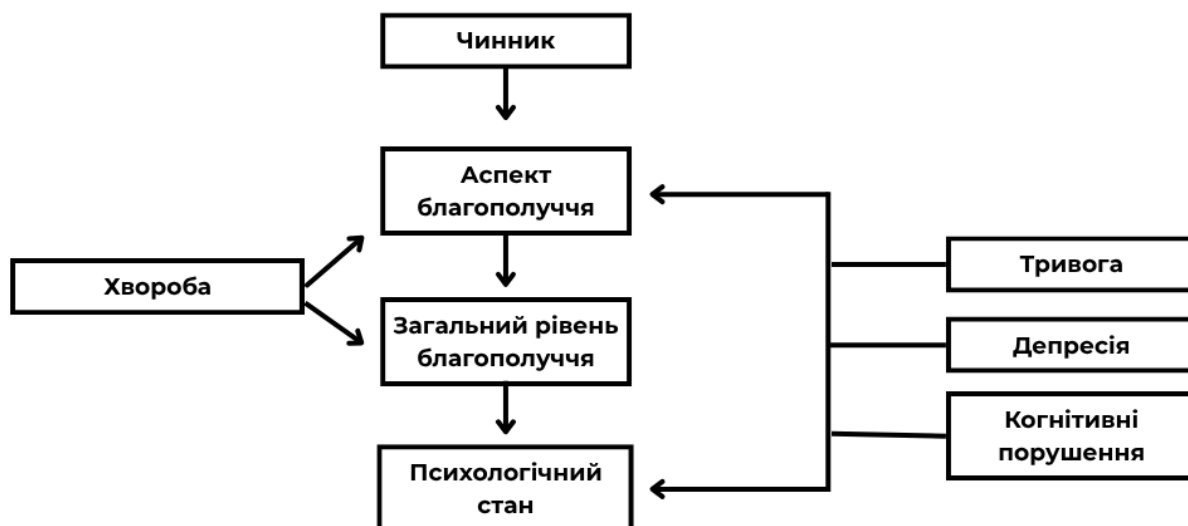 Чинник
Аспект
благополуччя
Хвороба
Загальний рівень
благополуччя
Психологічний
стан
Тривога
Депресія
Когнітивні
порушення